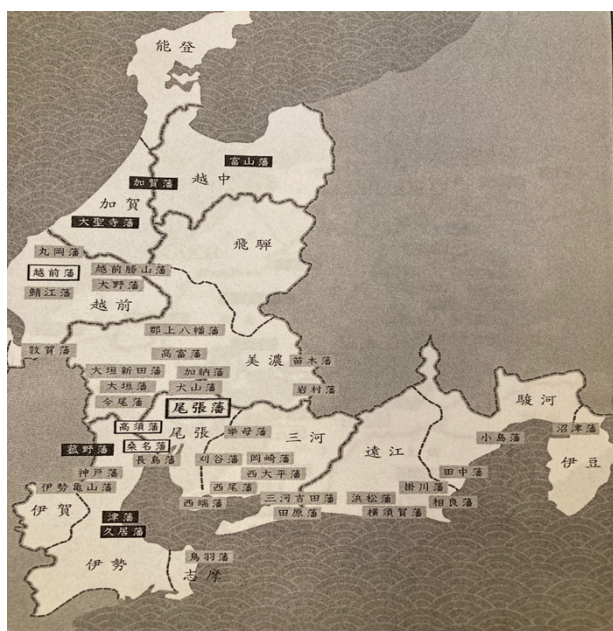 能登
富山藩
加賀藩
越中
加賀
大聖寺藩
飛騨
丸岡藩
越前藩
越前勝山藩
大野藩
鯖江藩
越前
郡上八幡藩
敦賀藩
高富藩
美濃
苗木藩
大垣新田藩
加納藩
大垣藩
犬山藩
岩村藩
今尾藩
尾張藩
駿河
高須藩
尾張
挙母藩
三河
小島藩
沼津藩
菰野藩
桑名藩
長島藩
刈谷藩
岡崎藩
遠江
伊豆
神戸藩
西大平藩
田中藩
伊勢亀山藩
西尾藩
掛川藩
伊賀
西端藩
三河吉田藩
浜松藩
相良藩
津藩
田原藩
横須賀藩
久居藩
伊勢
鳥羽藩
志摩